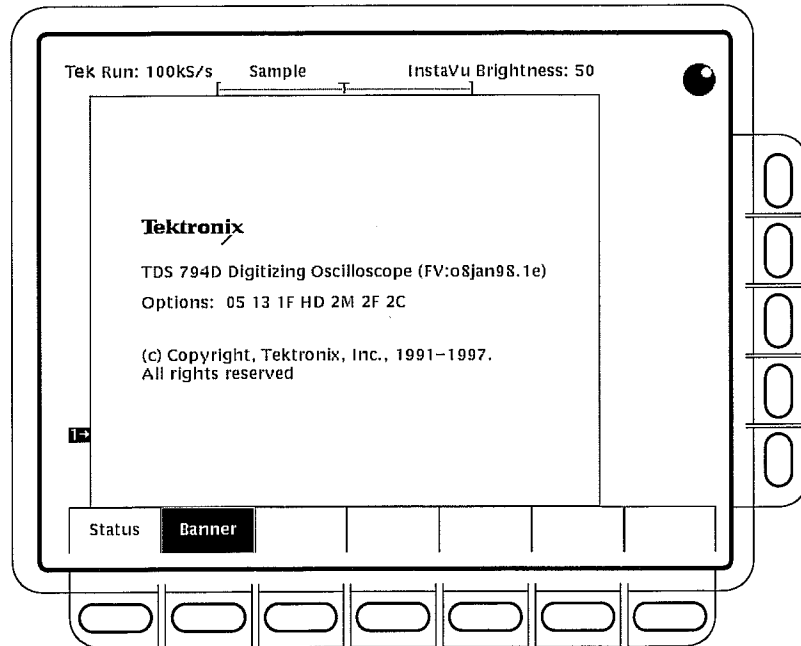 Tek Run: 100kS/s Sample InstaVu Brightness: 50
T
Tektronix
TDS 794D Digitizing Oscilloscope (FV:o8jan98.1e)
Options: 05 13 1F HD 2M 2F 2C
(c) Copyright, Tektronix, Inc., 1991-1997.
All rights reserved
1→
Status Banner